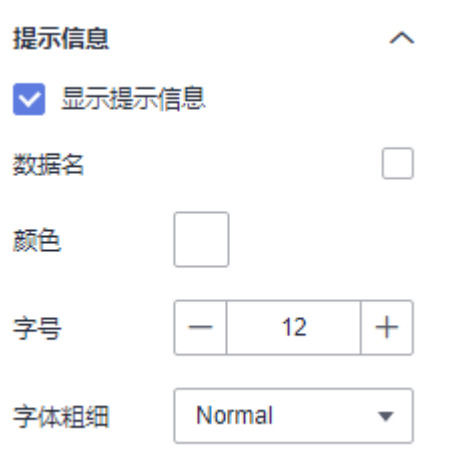 提示信息
显示提示信息
数据名
颜色
字号 12
字体粗细 Normal